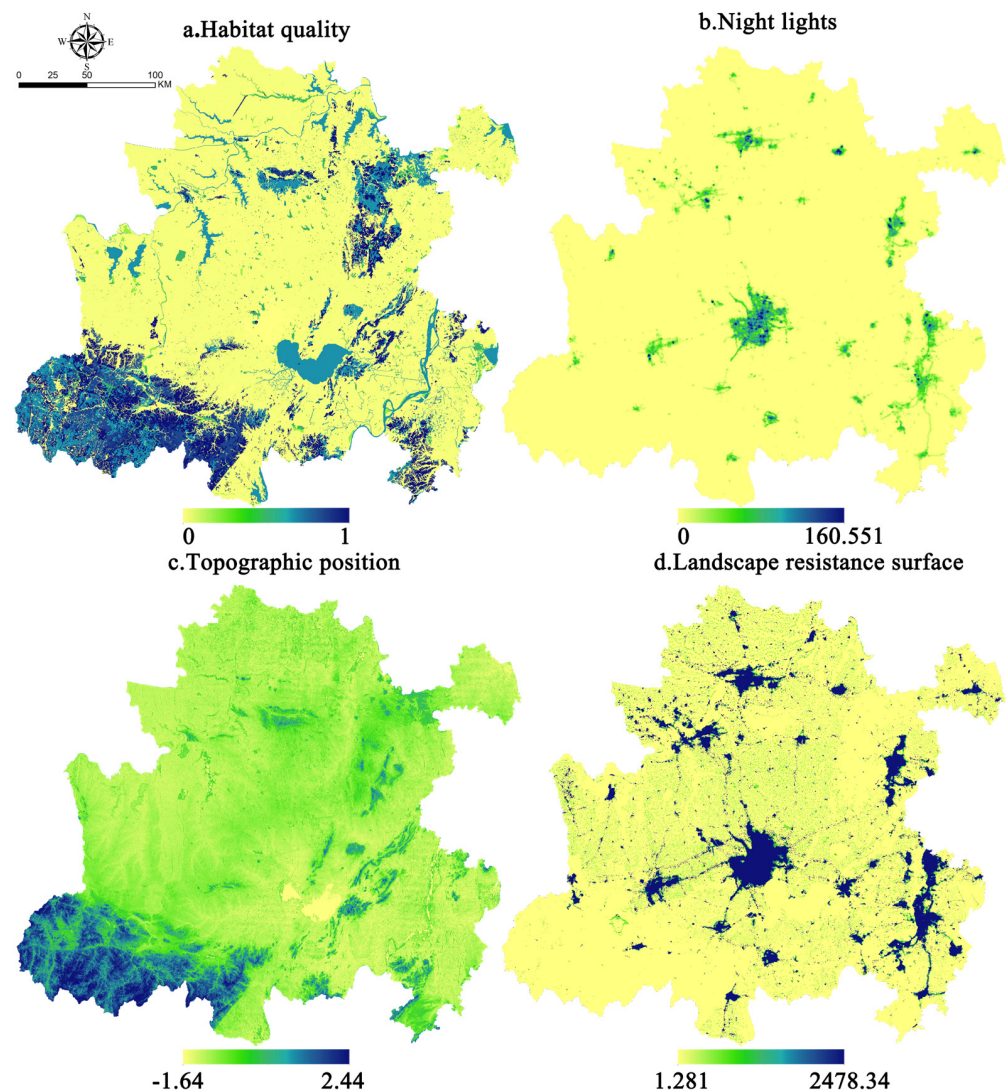 a.Habitat quality
b.Night lights
N
W E
S
0 25 50 100
KM
0 1
0 160.551
c.Topographic position
d.Landscape resistance surface
-1.64 2.44
1.281 2478.34